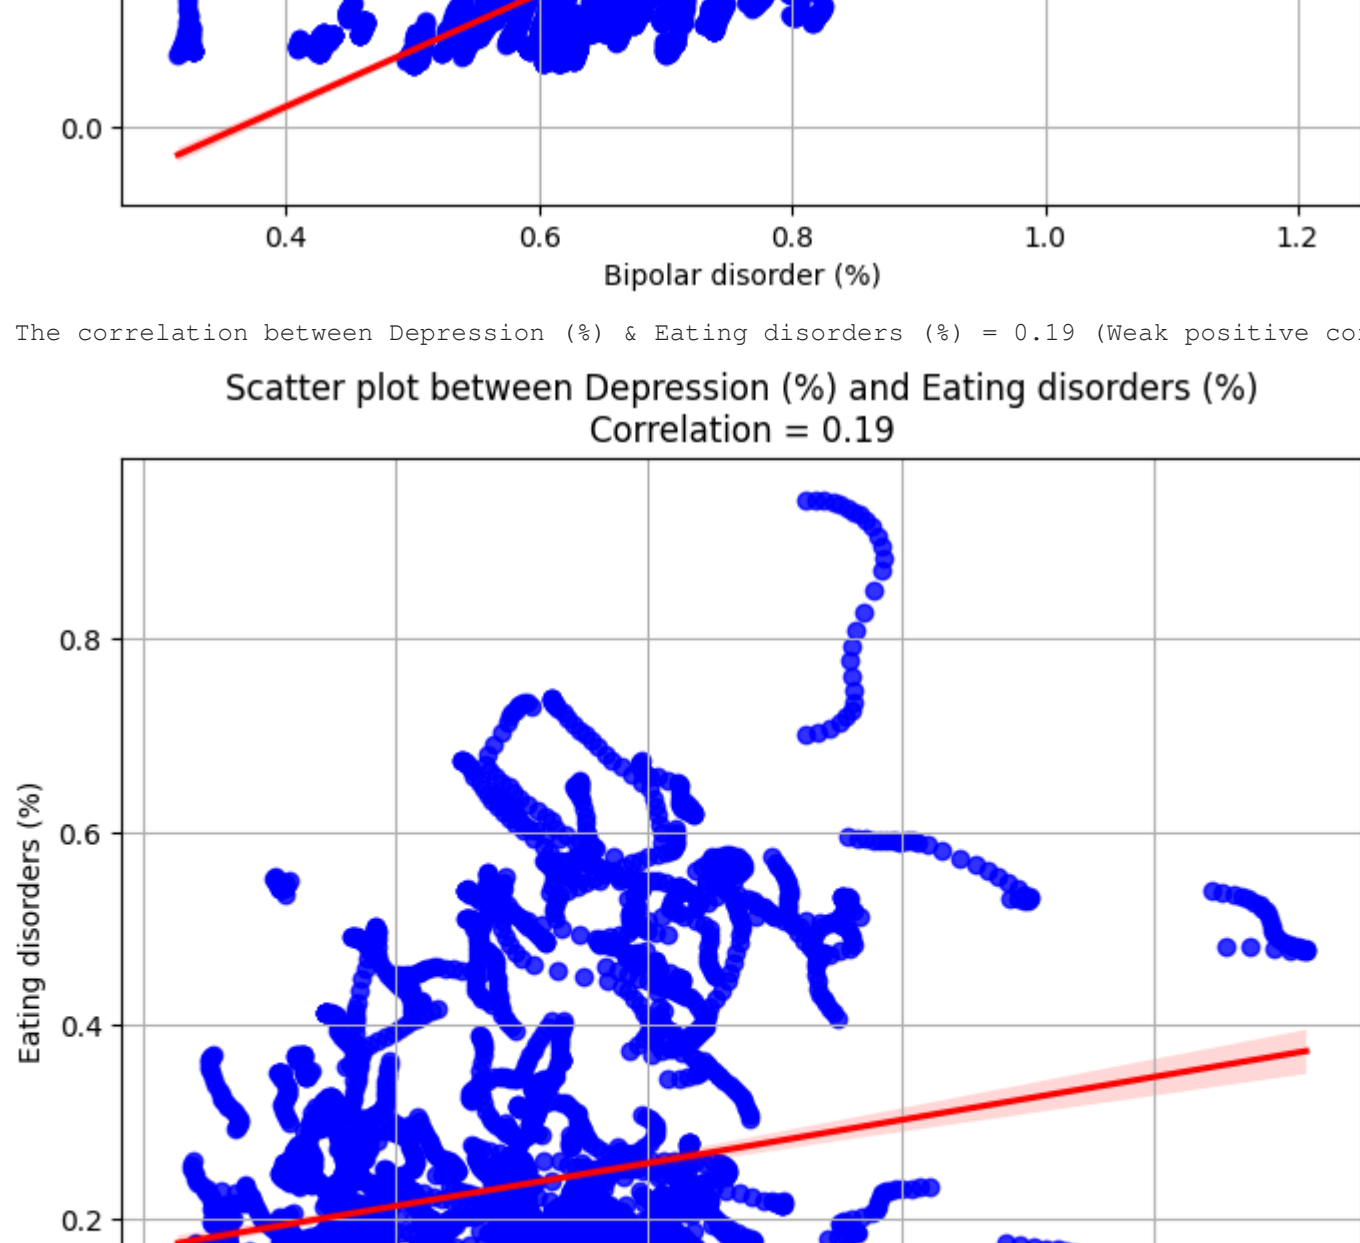 0.0
0.4 0.6 0.8 1.0 1.2
Bipolar disorder (%)
The correlation between Depression (%) & Eating disorders (%) = 0.19 (Weak positive
Scatter plot between Depression (%) and Eating disorders (%)
Correlation = 0.19
0.8
0.6
0.4
0.2
Eating disorders (%)